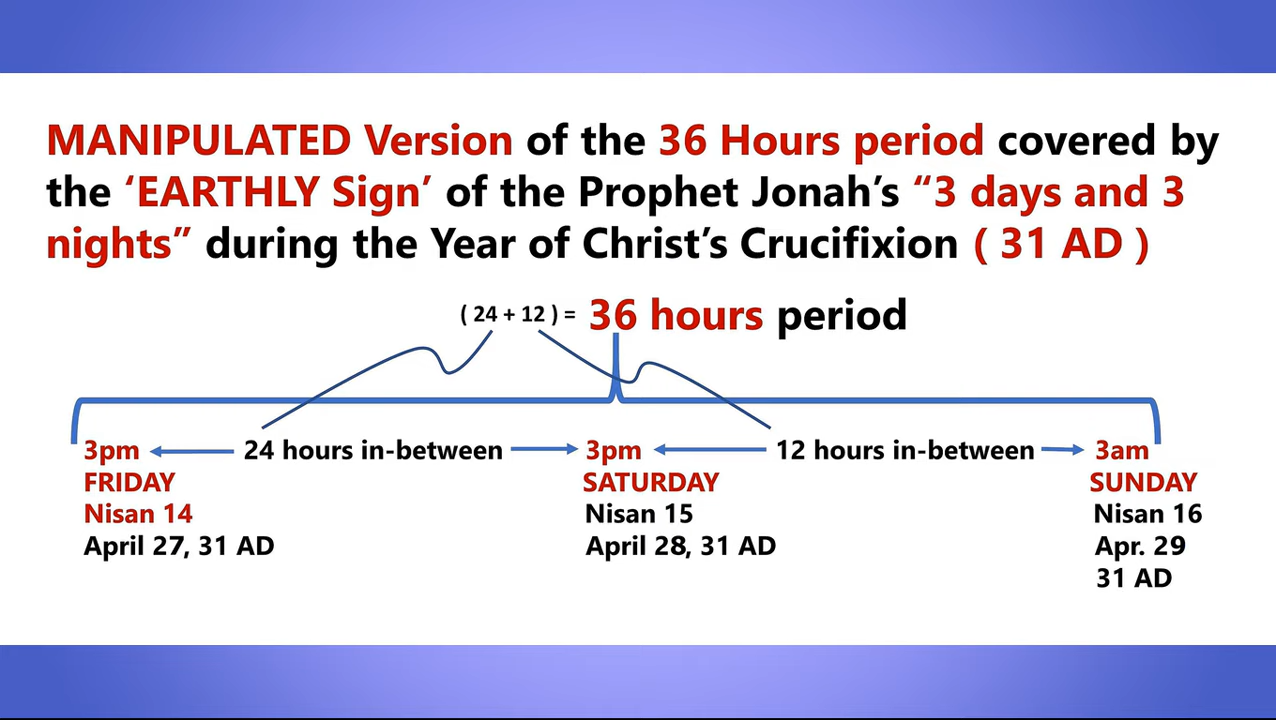 MANIPULATED Version of the 36 Hours period covered by
the ‘EARTHLY Sign’ of the Prophet Jonah’s “3 days and 3
nights” during the Year of Christ’s Crucifixion ( 31 AD )
( 24 + 12 ) = 36 hours period
3pm 24 hours in-between 3pm 12 hours in-between 3am
FRIDAY SATURDAY SUNDAY
Nisan 14 Nisan 15 Nisan 16
April 27, 31 AD April 28, 31 AD Apr. 29
31 AD